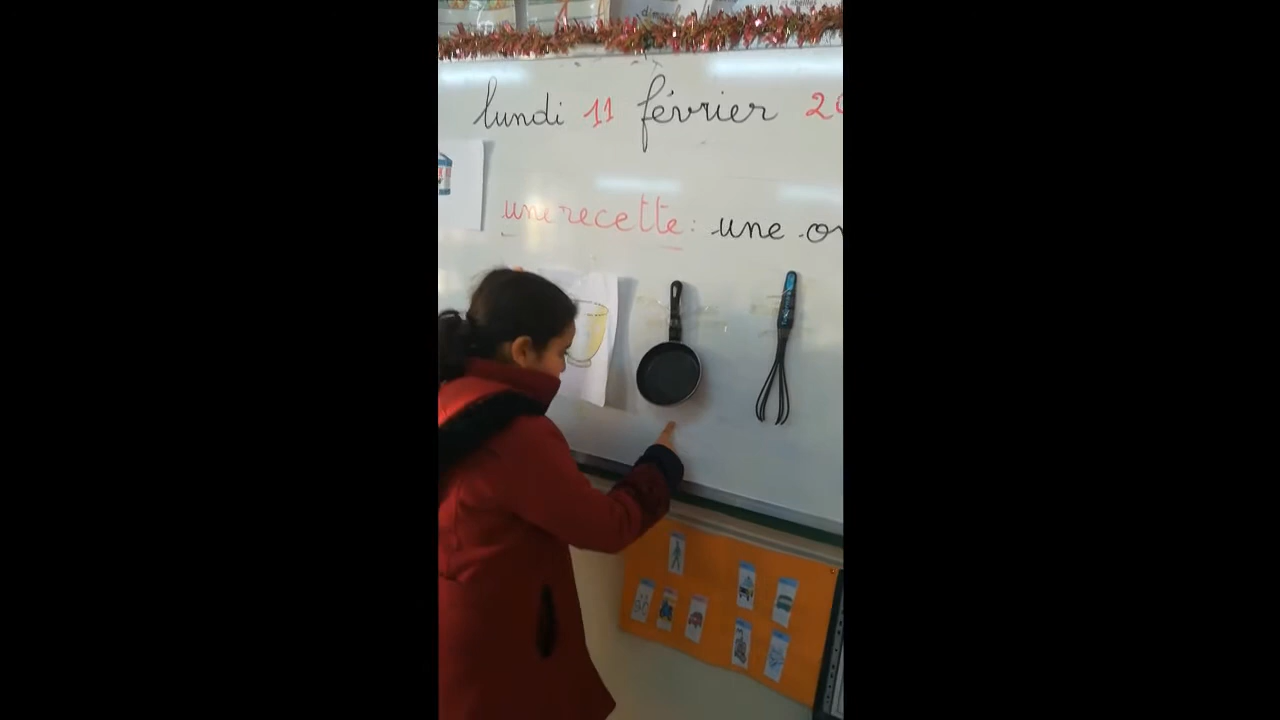 lundi 11 février
une recette : une